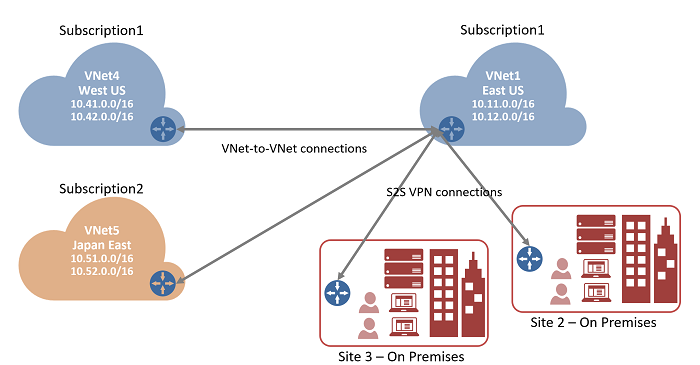 Subscription1
Subscription1
VNet4
West US
10.41.0.0/16
10.42.0.0/16
VNet1
East US
10.11.0.0/16
10.12.0.0/16
VNet-to-VNet connections
Subscription2
S2S VPN connections
VNet5
Japan East
10.51.0.0/16
10.52.0.0/16
Site 2 – On Premises
Site 3 – On Premises